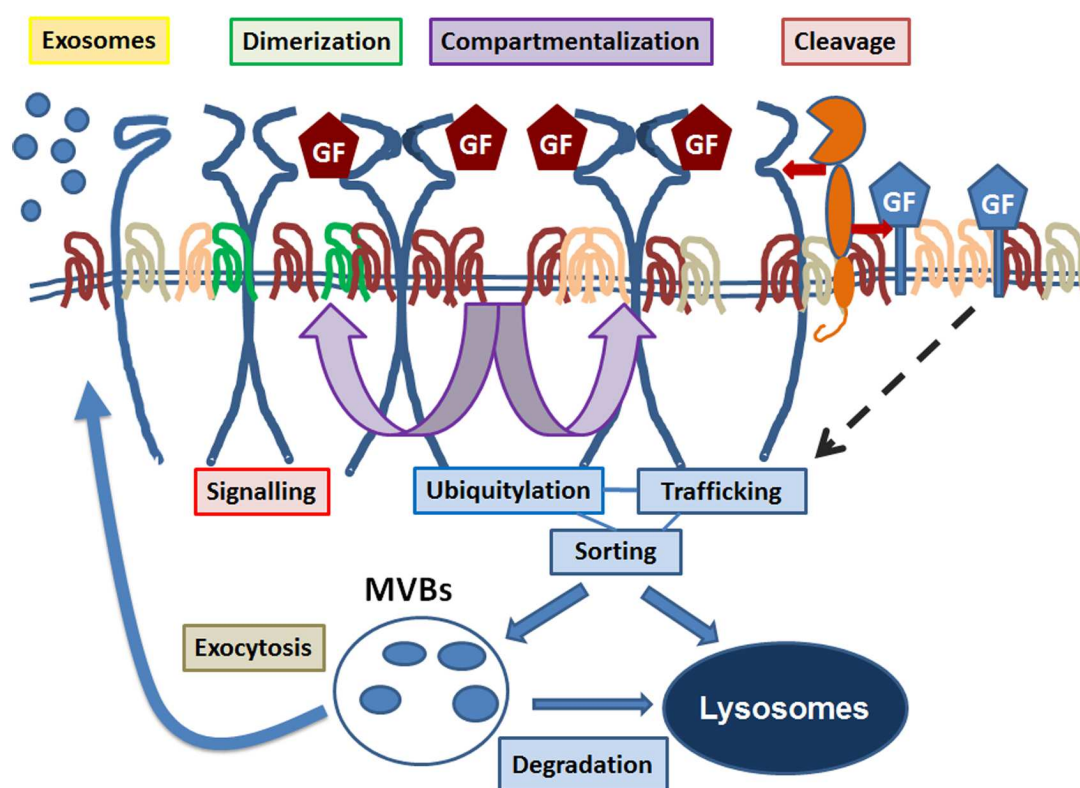 Exosomes
Dimerization
Compartmentalization
Cleavage
GF
GF
GF
GF
GF
GF
Signalling
Ubiquitylation
Trafficking
Sorting
MVBs
Exocytosis
Lysosomes
Degradation